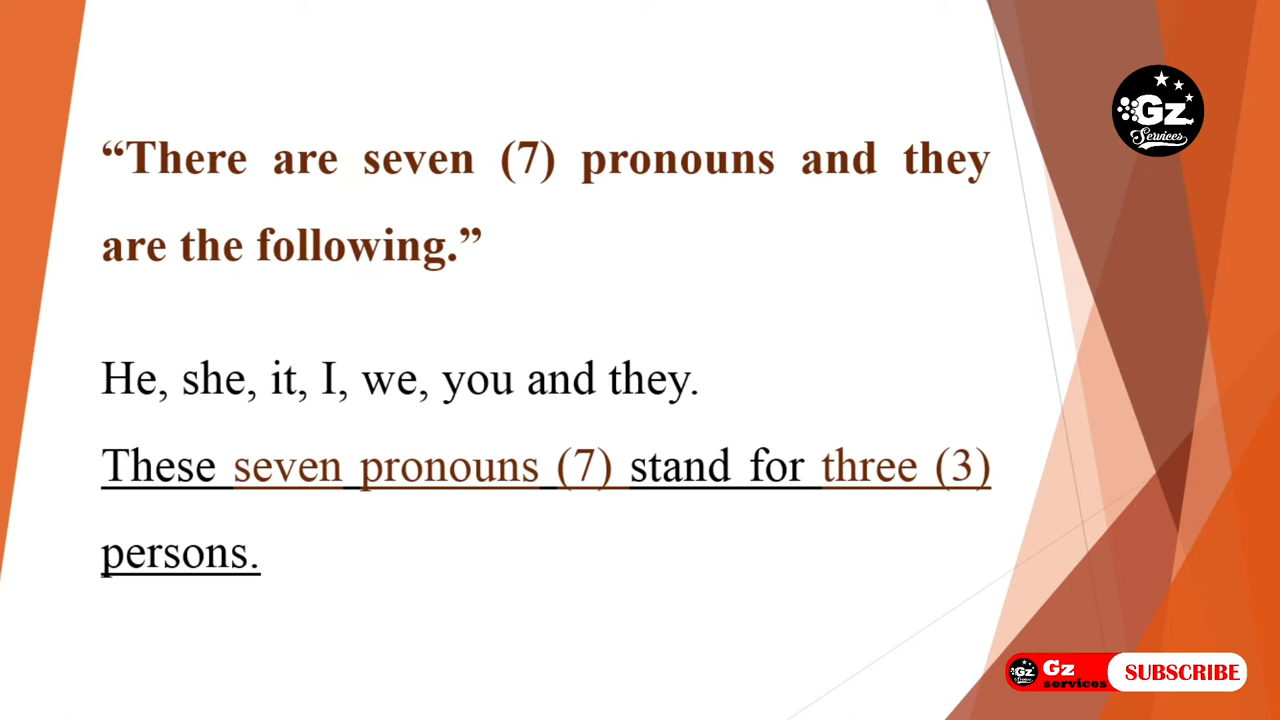 Gz
Services
“There are seven (7) pronouns and they
are the following.”
He, she, it, I, we, you and they.
These seven pronouns (7) stand for three (3)
persons.
Gz
Gz
services
SUBSCRIBE